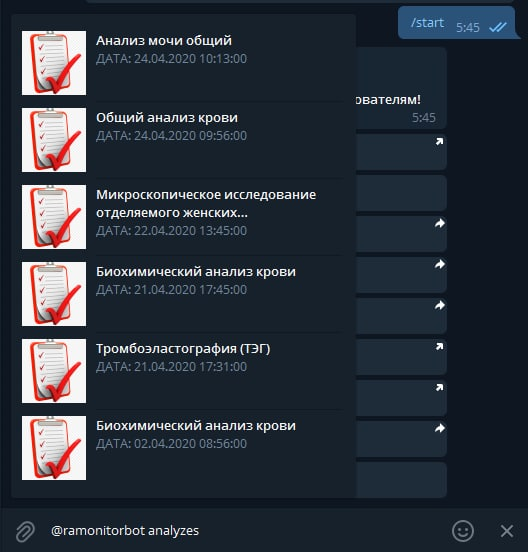 /start
5:45
Анализ мочи общий
ДАТА: 24.04.2020 10:13:00
ователям!
5:45
Общий анализ крови
ДАТА: 24.04.2020 09:56:00
Микроскопическое исследование
отделяемого женских...
ДАТА: 22.04.2020 13:45:00
Биохимический анализ крови
ДАТА: 21.04.2020 17:45:00
Тромбоэластография (ТЭГ)
ДАТА: 21.04.2020 17:31:00
Биохимический анализ крови
ДАТА: 02.04.2020 08:56:00
@ramonitorbot analyzes